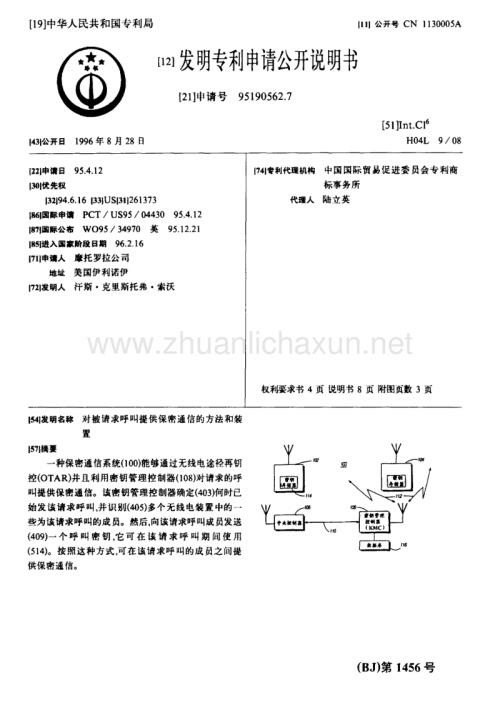 [19]中华人民共和国专利局
[11] 公开号 CN 1130005A
[12] 发明专利申请公开说明书
[21]申请号 95190562.7
[51]Int.Cl⁶
H04L 9/08
[43]公开日 1996 年 8 月 28 日
[22]申请日 95.4.12
[30]优先权
[32]94.6.16 [33]US[31]261373
[86]国际申请 PCT/US95/04430 95.4.12
[87]国际公布 WO95/34970 英 95.12.21
[85]进入国家阶段日期 96.2.16
[71]申请人 摩托罗拉公司
地址 美国伊利诺伊
[72]发明人 汗斯·克里斯托弗·索沃
[74]专利代理机构 中国国际贸易促进委员会专利商
标事务所
代理人 陆立英
www.zhuanlichaxun.net
权利要求书 4 页 说明书 8 页 附图页数 3 页
[54]发明名称 对被请求呼叫提供保密通信的方法和装
置
[57]摘要
一种保密通信系统(100)能够通过无线电途径再钥
控(OTAR)并且利用密钥管理控制器(108)对请求的呼
叫提供保密通信。该密钥管理控制器确定(403)何时已
始发该请求呼叫,并识别(405)多个无线电装置中的一
些为该请求呼叫的成员。然后,向该请求呼叫成员发送
(409)一个呼叫密钥,它可在该请求呼叫期间使用
(514)。按照这种方式,可在该请求呼叫的成员之间提
供保密通信。
102
104
114
112
106
108
中央控制器
密钥管理
控制器
(KMC)
110
数据库
116
(BJ)第 1456 号